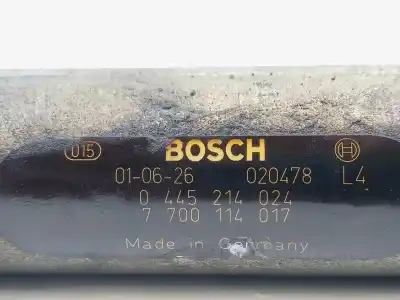 015 BOSCH
01-06-26 020478 L4
0 445 214 024
7 700 114 017
Made in Germany